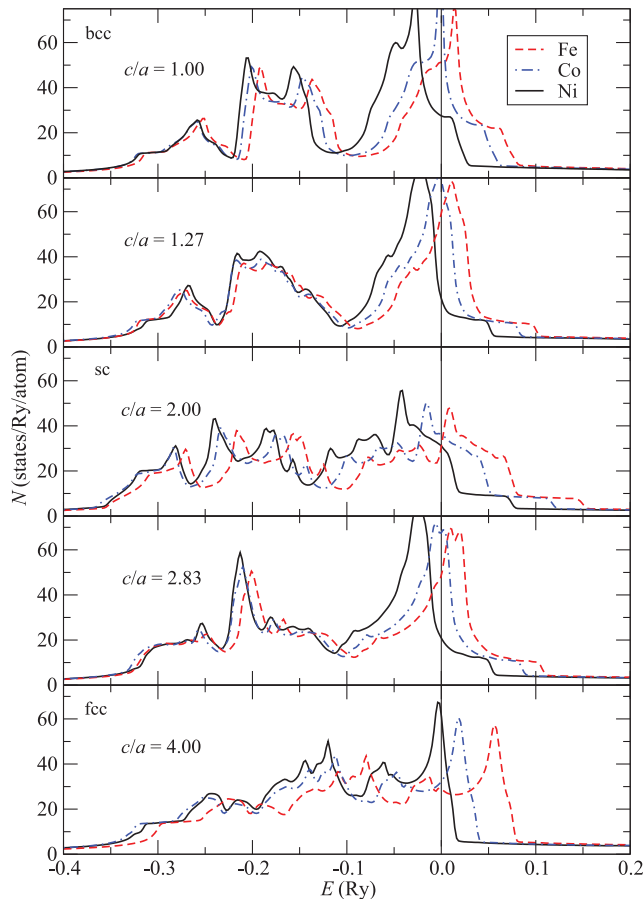 bcc
c/a = 1.00
Fe
Co
Ni
60
40
20
0
c/a = 1.27
60
40
20
0
sc
c/a = 2.00
60
40
20
0
c/a = 2.83
60
40
20
0
fcc
c/a = 4.00
60
40
20
0
N (states/Ry/atom)
-0.4 -0.3 -0.2 -0.1 0.0 0.1 0.2
E (Ry)